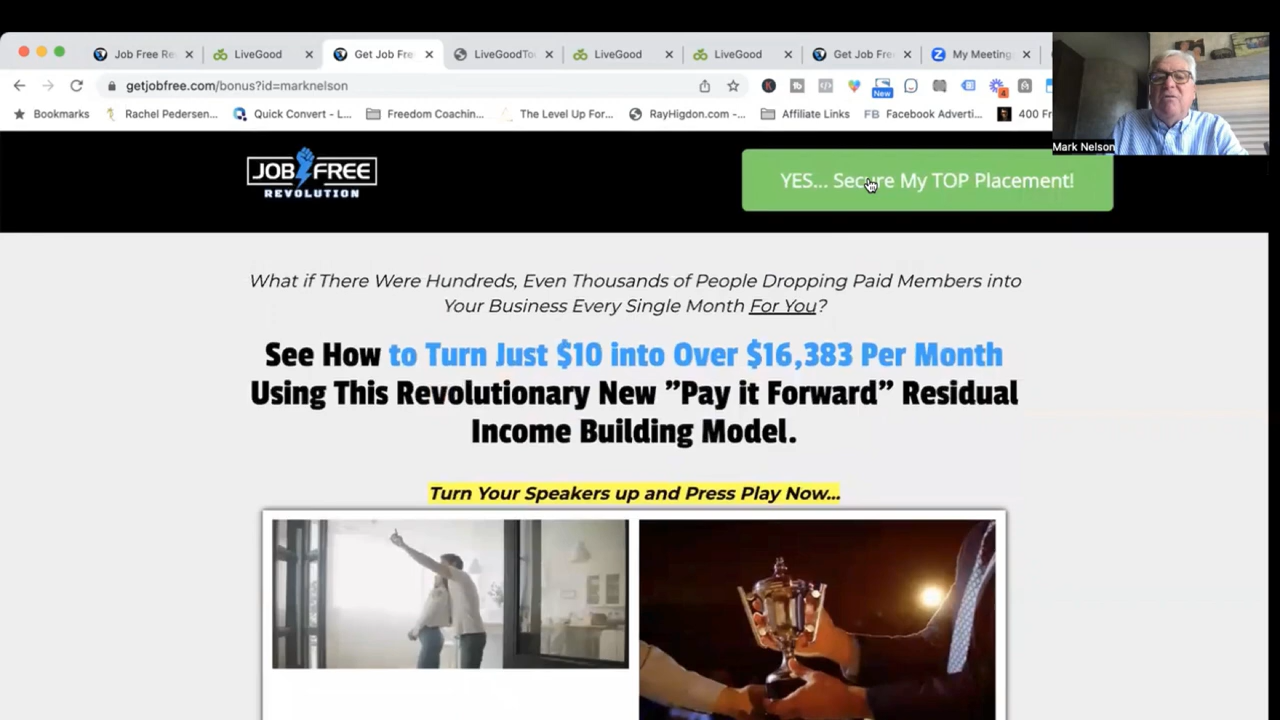 Job Free Re
LiveGood
Get Job Fre
LiveGoodTo
LiveGood
LiveGood
Get Job Fre
My Meeting
getjobfree.com/bonus?id=marknelson
New
4
Bookmarks
Rachel Pedersen...
Quick Convert - L...
Freedom Coachin...
The Level Up For...
RayHigdon.com -...
Affiliate Links
FB Facebook Adverti...
400 Fr
Mark Nelson
JOB FREE
REVOLUTION
YES... Secure My TOP Placement!
What if There Were Hundreds, Even Thousands of People Dropping Paid Members into
Your Business Every Single Month For You?
See How to Turn Just $10 into Over $16,383 Per Month
Using This Revolutionary New "Pay it Forward" Residual
Income Building Model.
Turn Your Speakers up and Press Play Now...